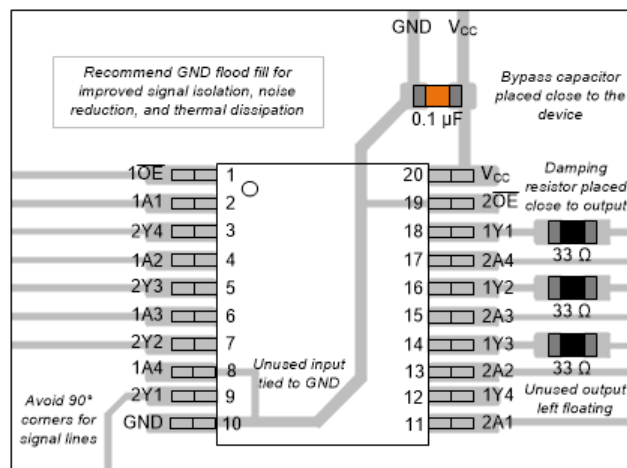 GND V_CC
Recommend GND flood fill for
improved signal isolation, noise
reduction, and thermal dissipation
Bypass capacitor
placed close to the
device
0.1 µF
1O̅E̅ 1 20 V_CC
Damping
resistor placed
close to output
1A1 2 19 2O̅E̅
2Y4 3 18 1Y1
33 Ω
1A2 4 17 2A4
2Y3 5 16 1Y2
33 Ω
1A3 6 15 2A3
2Y2 7 14 1Y3
33 Ω
1A4 8 13 2A2
Unused input
tied to GND
2Y1 9 12 1Y4
Unused output
left floating
GND 10 11 2A1
Avoid 90°
corners for
signal lines